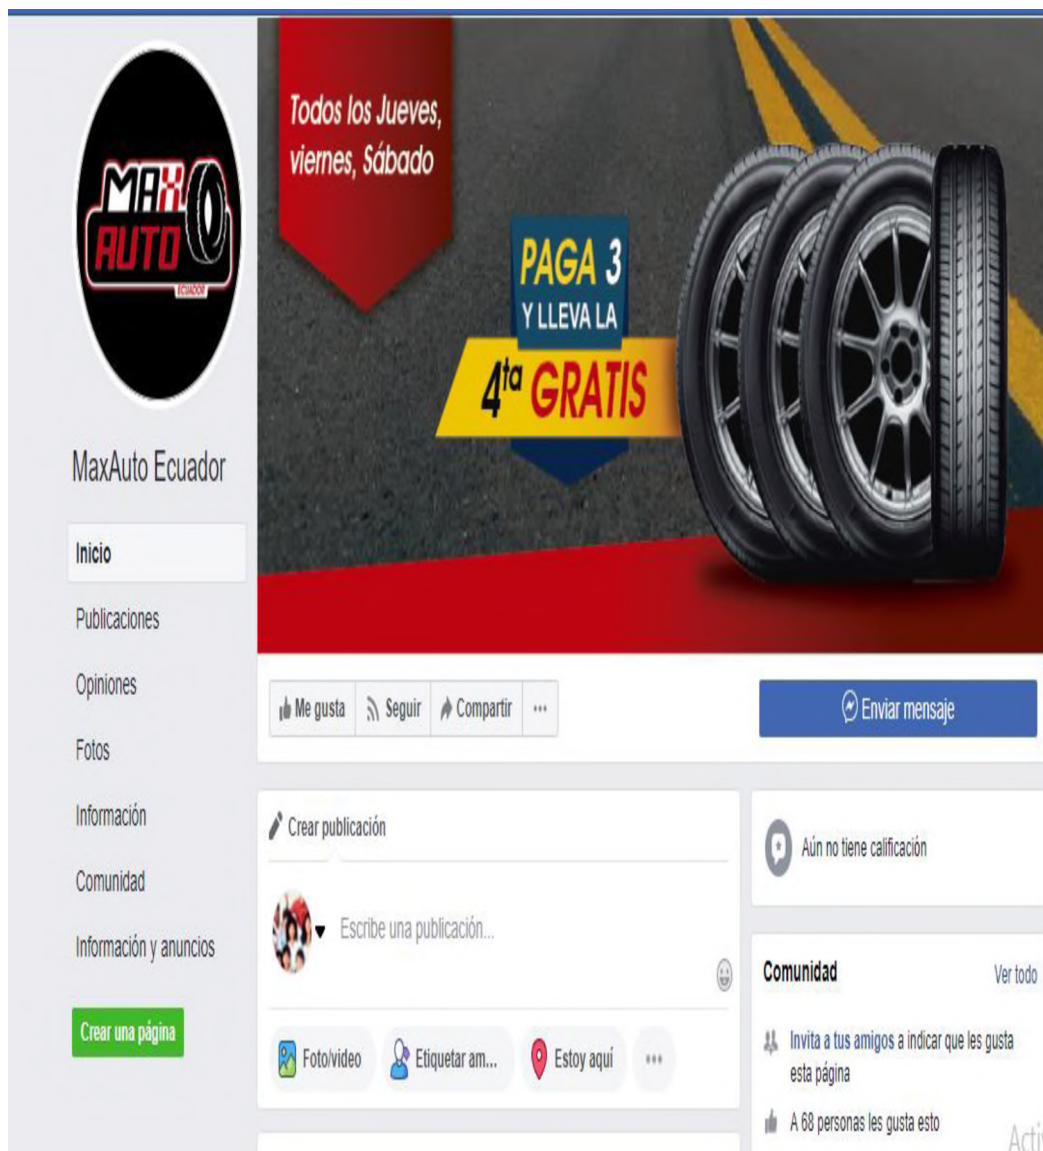 Todos los Jueves,
viernes, Sábado
MAX
AUTO
ECUADOR
PAGA 3
Y LLEVA LA
4ta GRATIS
MaxAuto Ecuador
Inicio
Publicaciones
Opiniones
Fotos
Información
Comunidad
Información y anuncios
Crear una página
Me gusta
Seguir
Compartir
Enviar mensaje
Crear publicación
Escribe una publicación...
Foto/video
Etiquetar am...
Estoy aquí
Aún no tiene calificación
Comunidad
Ver todo
Invita a tus amigos a indicar que les gusta
esta página
A 68 personas les gusta esto